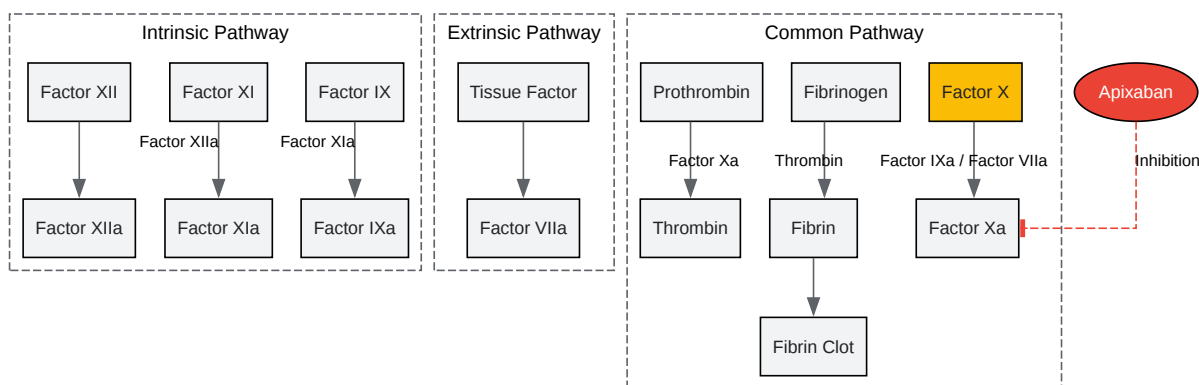 Intrinsic Pathway
Extrinsic Pathway
Common Pathway
Factor XII
Factor XI
Factor IX
Tissue Factor
Prothrombin
Fibrinogen
Factor X
Apixaban
Factor XIIa
Factor XIa
Factor Xa
Thrombin
Factor IXa / Factor VIIa
Inhibition
Factor XIIa
Factor XIa
Factor IXa
Factor VIIa
Thrombin
Fibrin
Factor Xa
Fibrin Clot